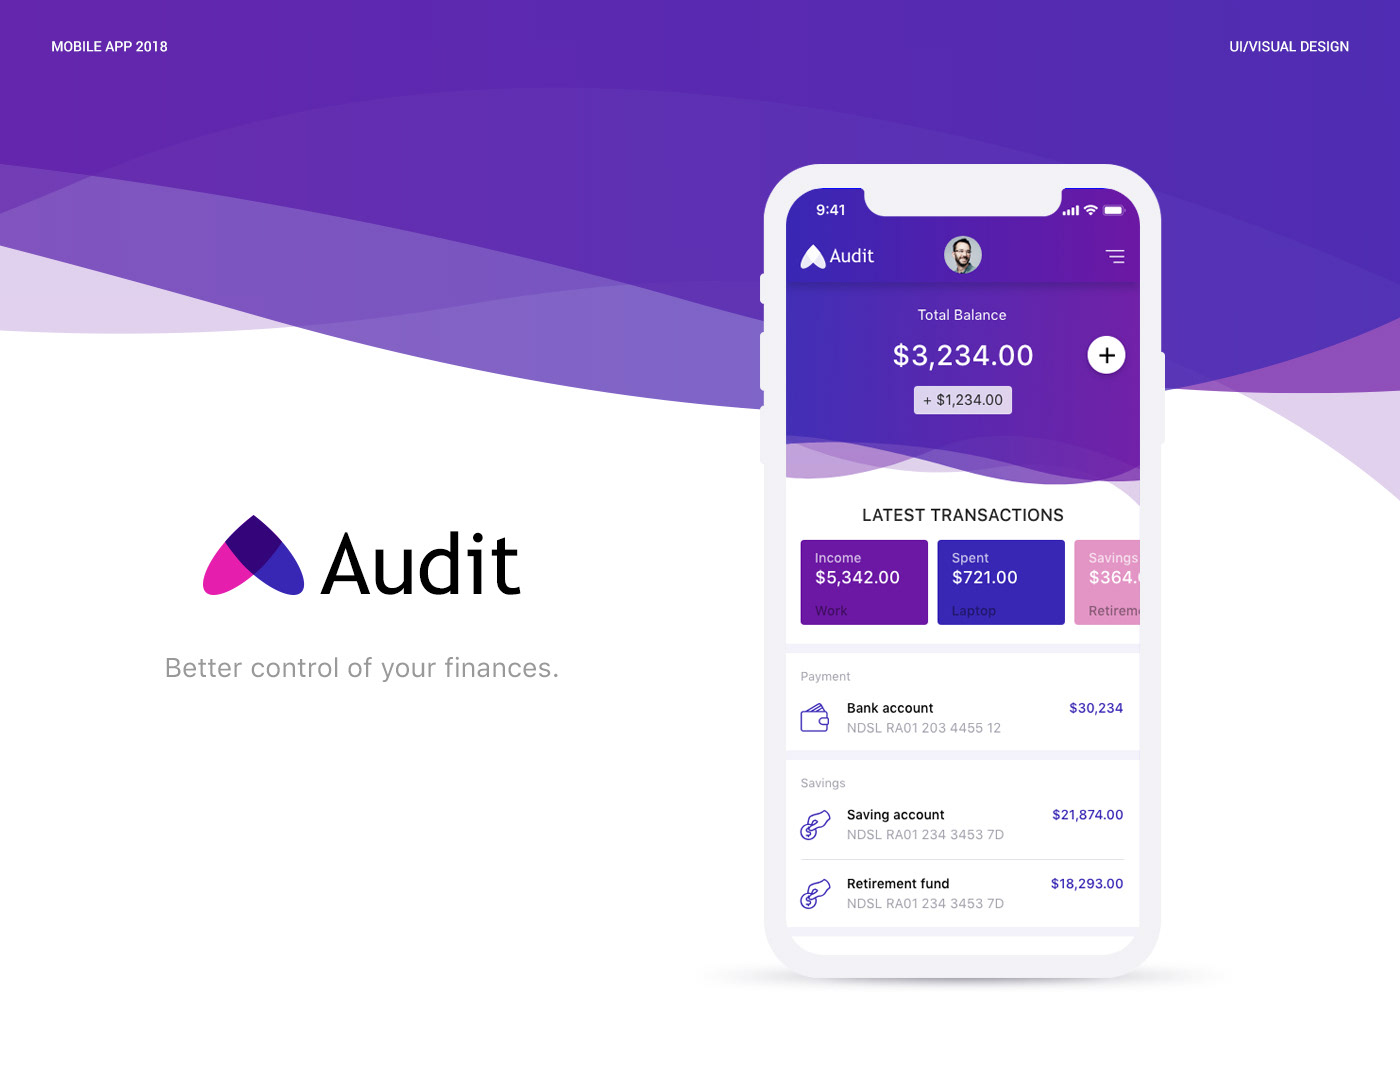 MOBILE APP 2018
UI/VISUAL DESIGN
9:41
Audit
Total Balance
$3,234.00
+
+ $1,234.00
LATEST TRANSACTIONS
Income
$5,342.00
Work
Spent
$721.00
Laptop
Savings
$364.
Retirem
Payment
Bank account
$30,234
NDSL RA01 203 4455 12
Savings
Saving account
$21,874.00
NDSL RA01 234 3453 7D
Retirement fund
$18,293.00
NDSL RA01 234 3453 7D
Audit
Better control of your finances.